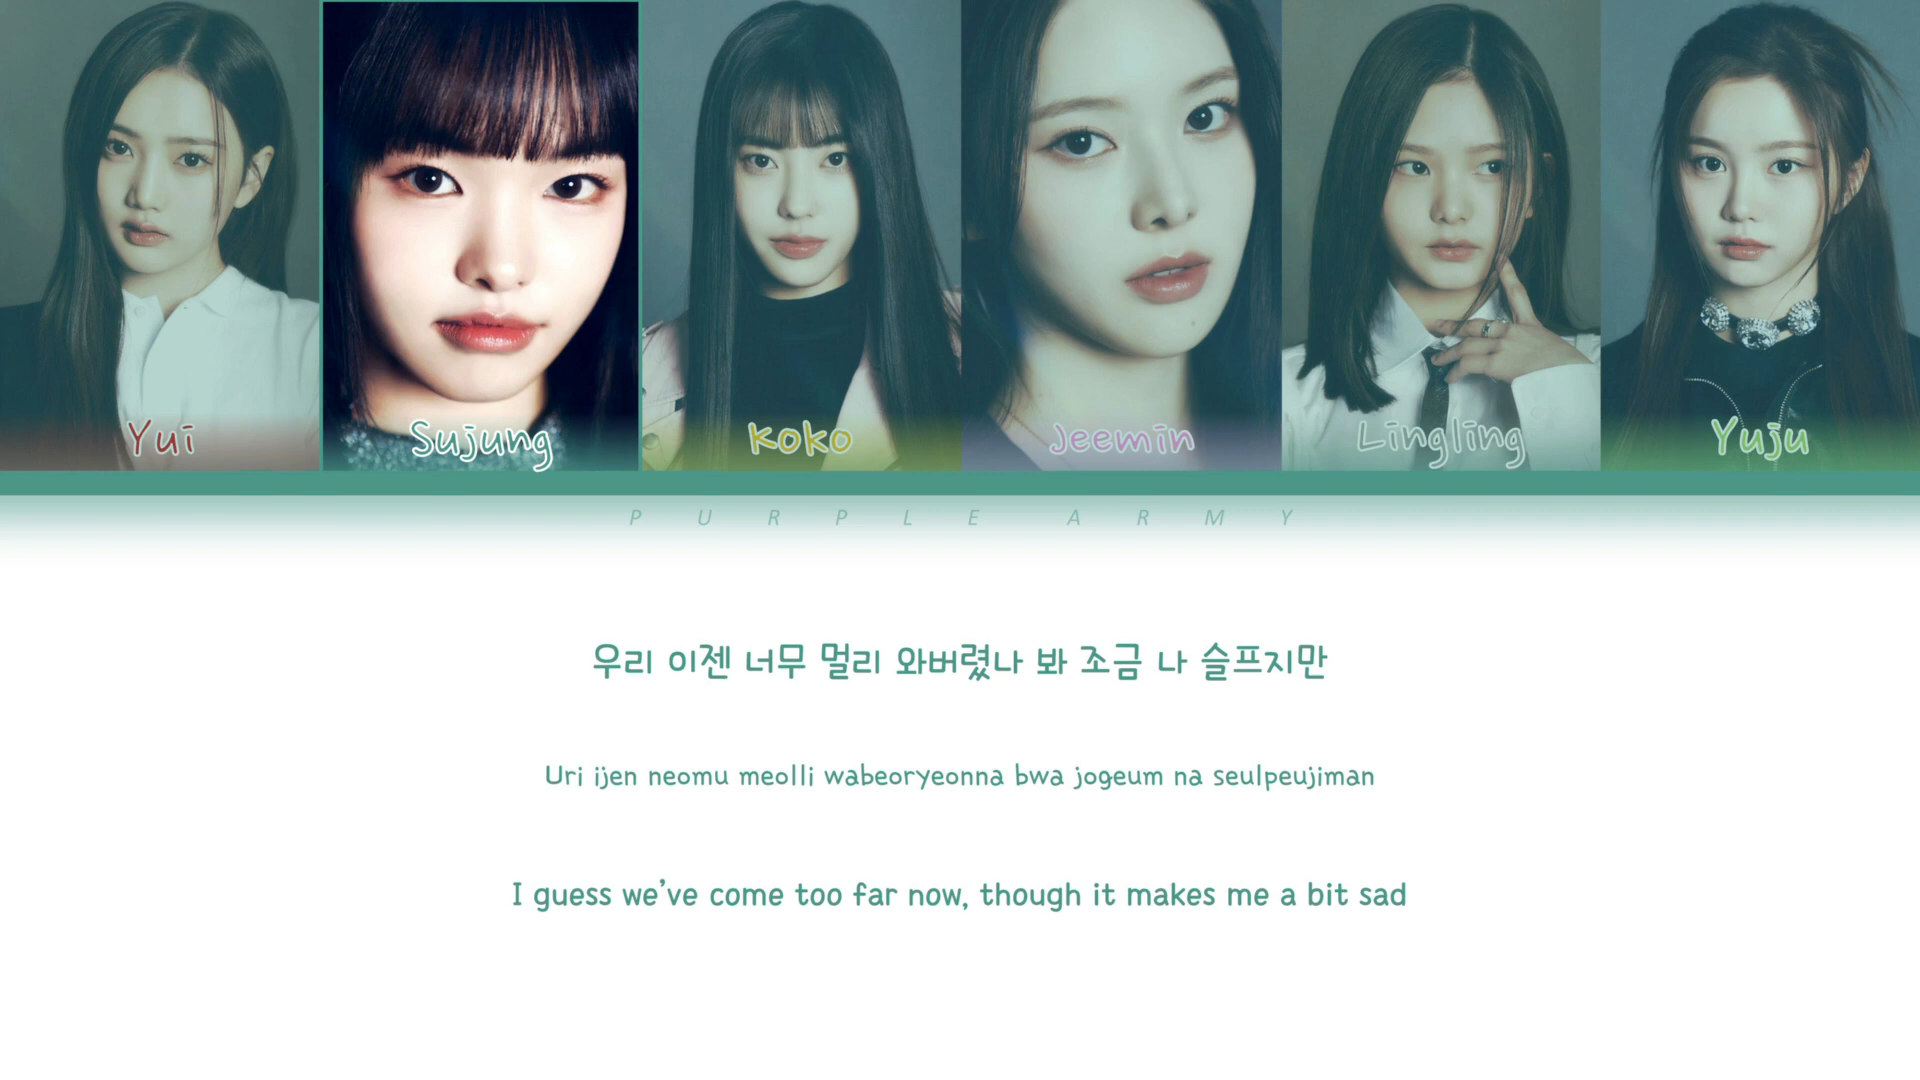 Yui Sujung Koko Jeemin Lingling Yuju
PURPLE ARMY
우리 이젠 너무 멀리 와버렸나 봐 조금 나 슬프지만
Uri ijen neomu meolli wabeoryeonna bwa jogeum na seulpeujiman
I guess we've come too far now, though it makes me a bit sad